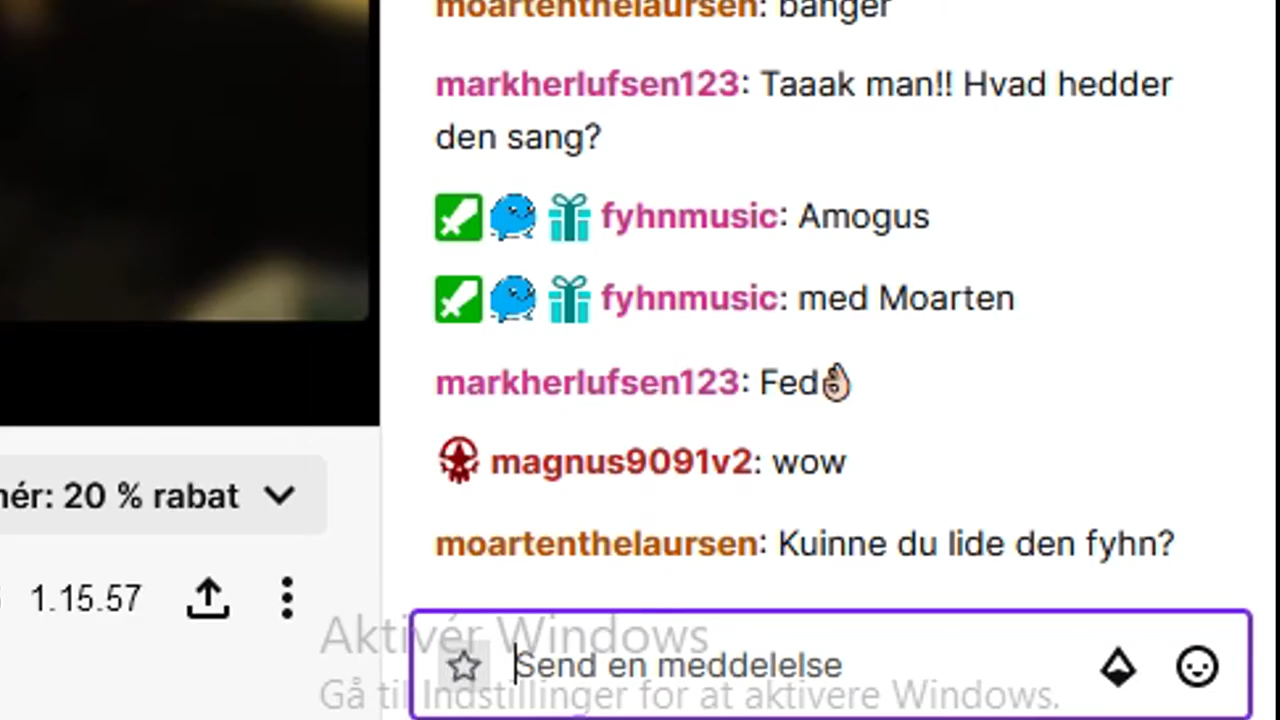 moartenthelaursen: banger
markherlufsen123: Taaak man!! Hvad hedder
den sang?
fyhnmusic: Amogus
fyhnmusic: med Moarten
markherlufsen123: Fed👌🏼
magnus9091v2: wow
nér: 20 % rabat
moartenthelaursen: Kuinne du lide den fyhn?
1.15.57
Aktivér Windows
Send en meddelelse
Gå til Indstillinger for at aktivere Windows.